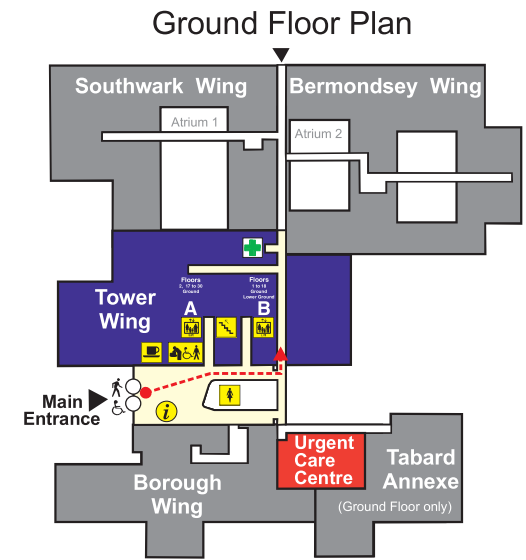 Ground Floor Plan
Southwark Wing
Bermondsey Wing
Atrium 1
Atrium 2
Floors
2, 17 to 30
Ground
Floors
1 to 18
Ground
Lower Ground
Tower
Wing
A
B
Main
Entrance
i
Urgent
Care
Centre
Borough
Wing
Tabard
Annexe
(Ground Floor only)